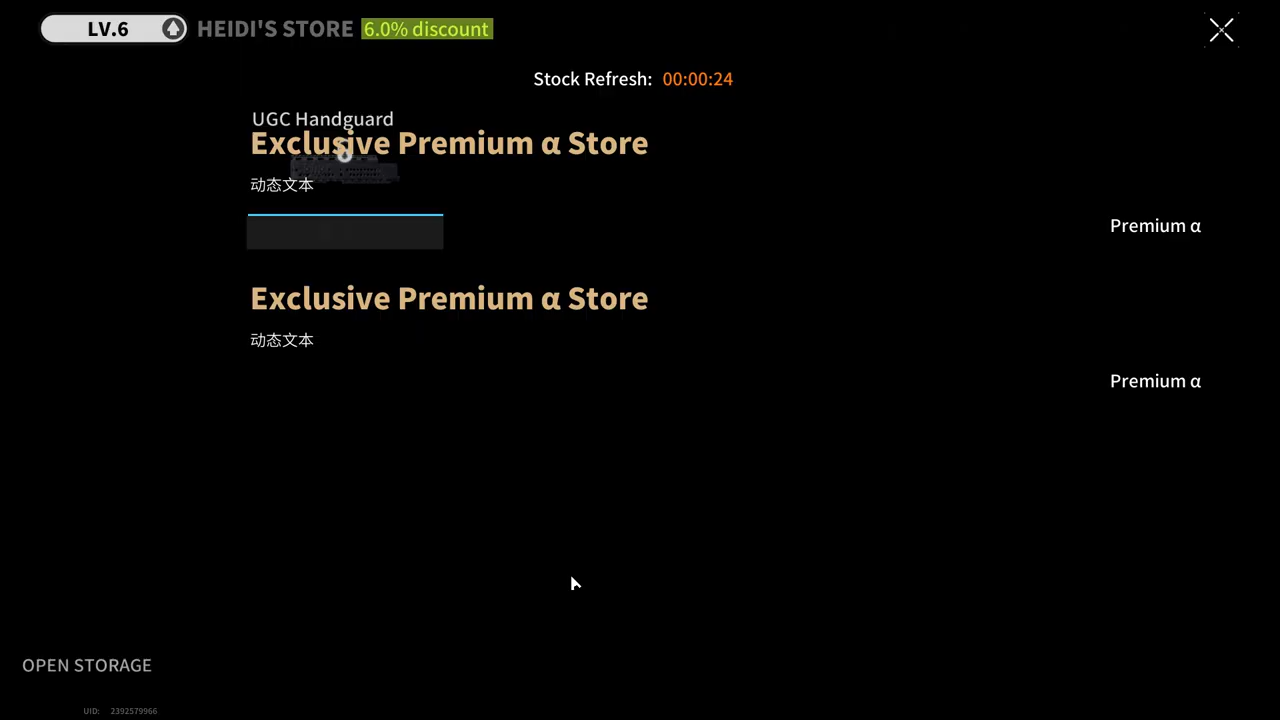 LV.6 HEIDI'S STORE 6.0% discount
Stock Refresh: 00:00:24
UGC Handguard
Exclusive Premium α Store
动态文本
Premium α
Exclusive Premium α Store
动态文本
Premium α
OPEN STORAGE
UID: 2392579966